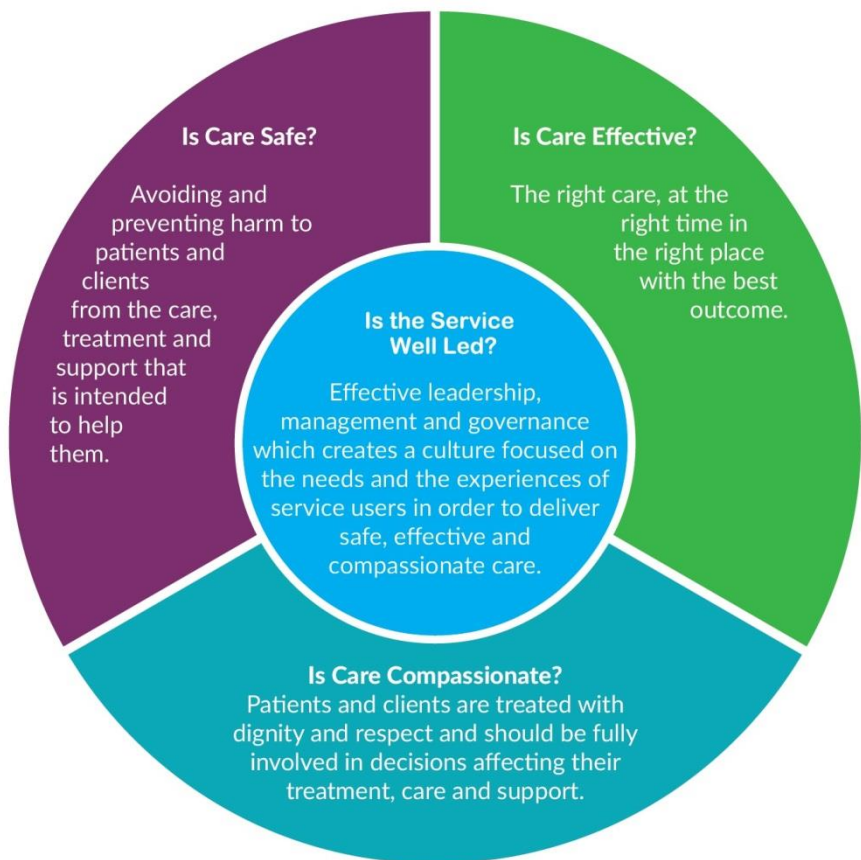 Is Care Safe?
Avoiding and
preventing harm to
patients and
clients
from the care,
treatment and
support that
is intended
to help
them.
Is Care Effective?
The right care, at the
right time in
the right place
with the best
outcome.
Is the Service
Well Led?
Effective leadership,
management and governance
which creates a culture focused on
the needs and the experiences of
service users in order to deliver
safe, effective and
compassionate care.
Is Care Compassionate?
Patients and clients are treated with
dignity and respect and should be fully
involved in decisions affecting their
treatment, care and support.